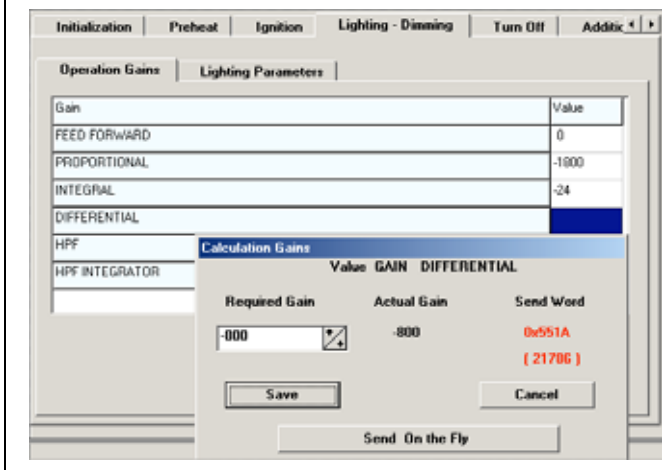 Initialization Preheat Ignition Lighting - Dimming Turn Off Additic
Operation Gains Lighting Parameters
Gain Value
FEED FORWARD 0
PROPORTIONAL -1800
INTEGRAL -24
DIFFERENTIAL
HPF
HPF INTEGRATOR
Calculation Gains
Value GAIN DIFFERENTIAL
Required Gain Actual Gain Send Word
-800 -800 0x551A
( 21786 )
Save Cancel
Send On the Fly